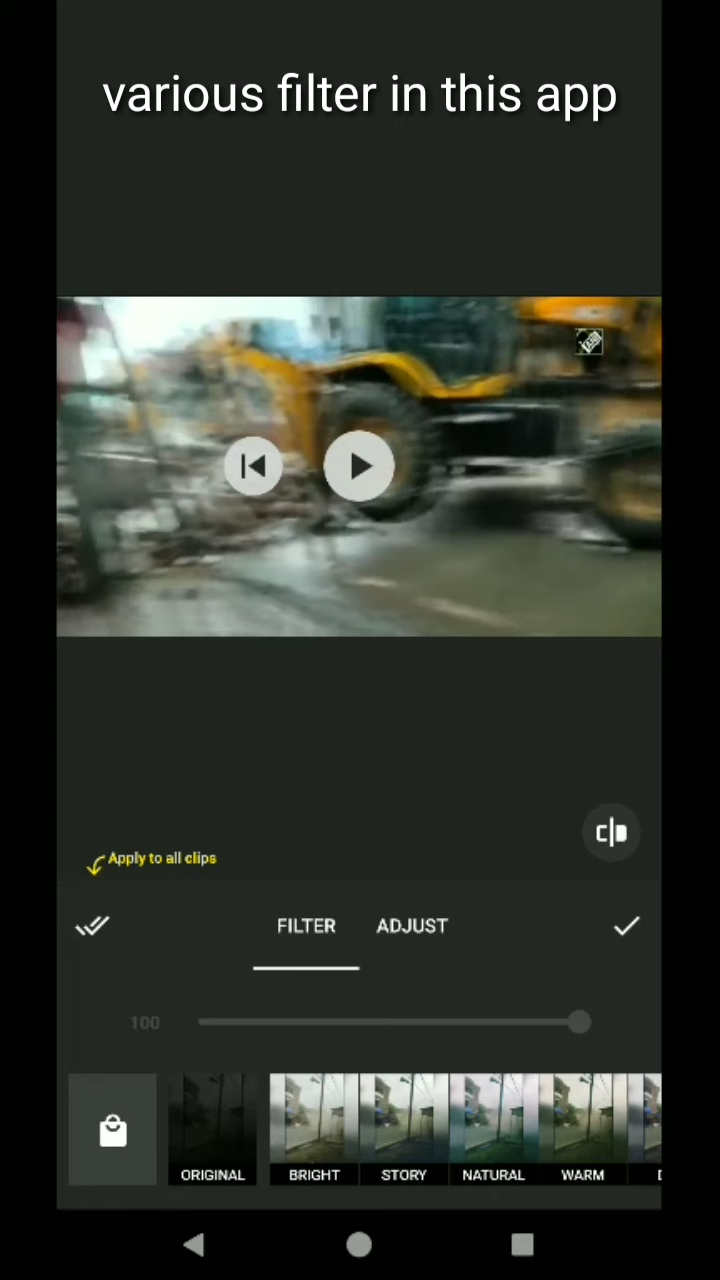 various filter in this app
Apply to all clips
FILTER ADJUST
100
ORIGINAL BRIGHT STORY NATURAL WARM